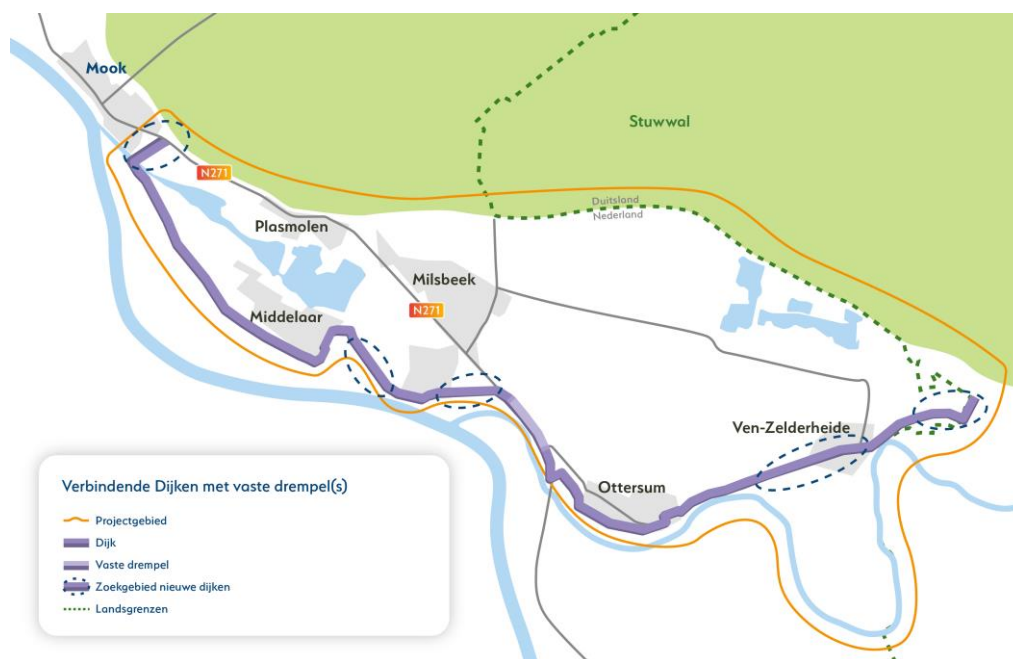 Mook
Stuwwal
N271
Duitsland
Nederland
Plasmolen
Milsbeek
N271
Middelaar
Ven-Zelderheide
Ottersum
Verbindende Dijken met vaste drempel(s)
Projectgebied
Dijk
Vaste drempel
Zoekgebied nieuwe dijken
Landsgrenzen